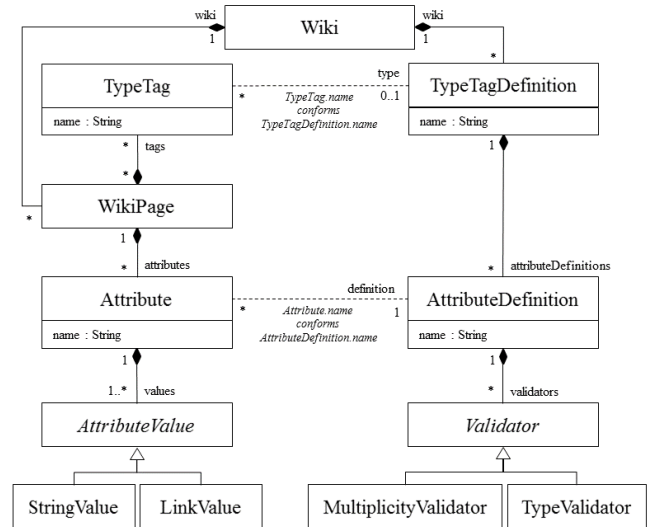 wiki
Wiki
wiki
1
1
*
TypeTag
type
TypeTagDefinition
*
TypeTag.name
conforms
TypeTagDefinition.name
0..1
name : String
name : String
*
tags
1
*
WikiPage
*
1
*
attributes
*
attributeDefinitions
Attribute
definition
AttributeDefinition
*
Attribute.name
conforms
AttributeDefinition.name
1
name : String
name : String
1
1
1..*
values
*
validators
AttributeValue
Validator
StringValue
LinkValue
MultiplicityValidator
TypeValidator